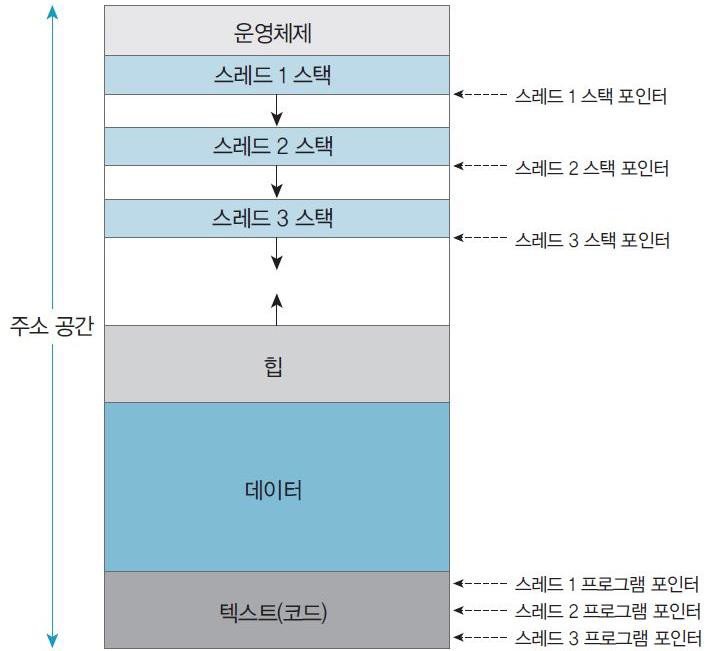 운영체제
스레드 1 스택
스레드 1 스택 포인터
스레드 2 스택
스레드 2 스택 포인터
스레드 3 스택
스레드 3 스택 포인터
주소 공간
힙
데이터
텍스트(코드)
스레드 1 프로그램 포인터
스레드 2 프로그램 포인터
스레드 3 프로그램 포인터